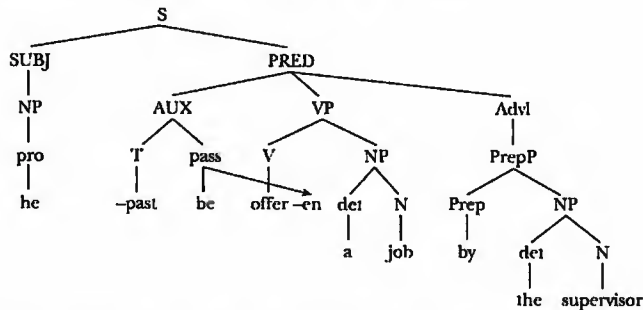 S
SUBJ PRED
NP AUX VP Advl
pro T pass V NP PrepP
he –past be offer –en det N Prep NP
a job by det N
the supervisor